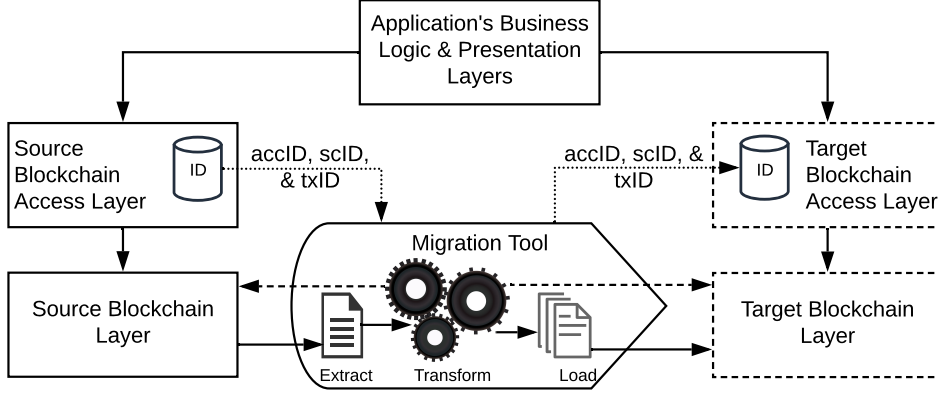 Application's Business
Logic & Presentation
Layers
Source
Blockchain
Access Layer
ID
accID, scID,
& txID
accID, scID, &
txID
ID
Target
Blockchain
Access Layer
Migration Tool
Source Blockchain
Layer
Target Blockchain
Layer
Extract
Transform
Load